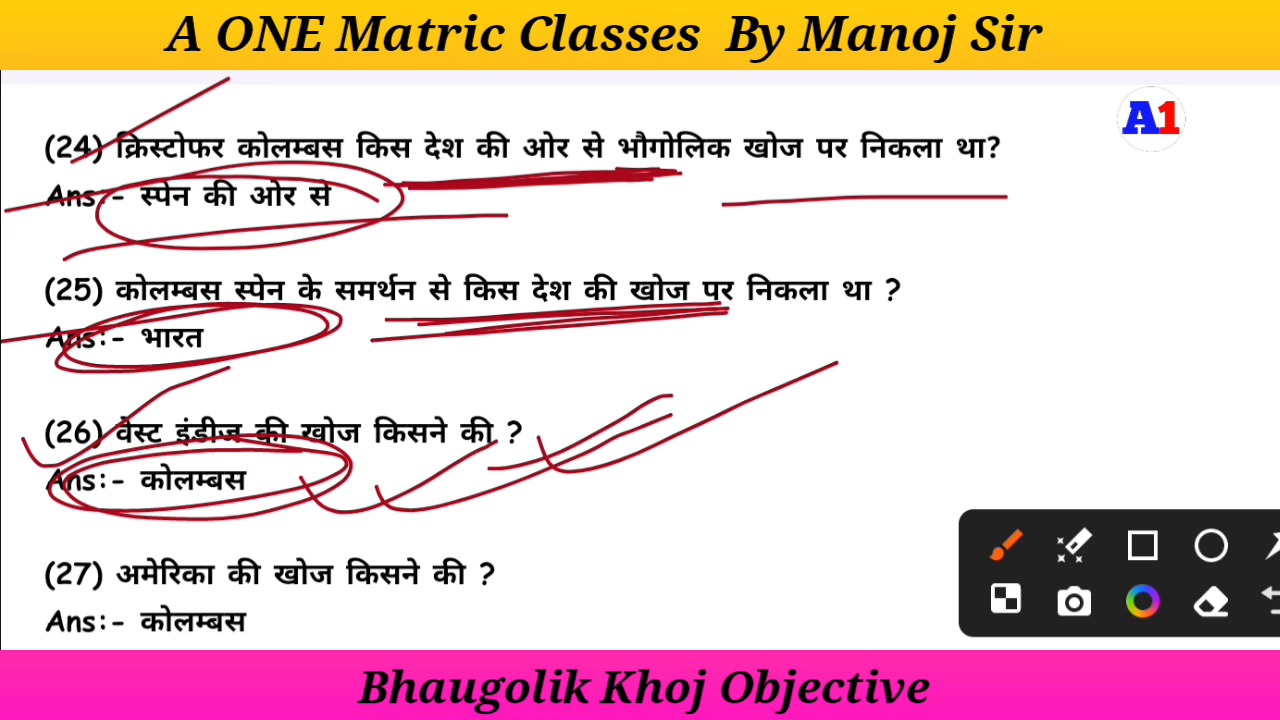 A ONE Matric Classes By Manoj Sir
A1
(24) क्रिस्टोफर कोलम्बस किस देश की ओर से भौगोलिक खोज पर निकला था?
Ans:- स्पेन की ओर से
(25) कोलम्बस स्पेन के समर्थन से किस देश की खोज पर निकला था ?
Ans:- भारत
(26) वेस्ट इंडीज की खोज किसने की ?
Ans:- कोलम्बस
(27) अमेरिका की खोज किसने की ?
Ans:- कोलम्बस
Bhaugolik Khoj Objective